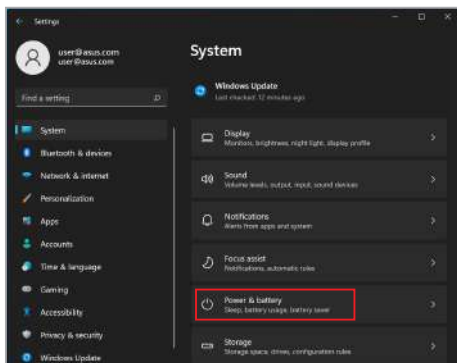 Settings
user@asus.com
user@asus.com
Find a setting
System
Bluetooth & devices
Network & internet
Personalization
Apps
Accounts
Time & language
Gaming
Accessibility
Privacy & security
Windows Update
System
Windows Update
Last checked: 12 minutes ago
Display
Monitors, brightness, night light, display profile
Sound
Volume levels, output, input, sound devices
Notifications
Alerts from apps and system
Focus assist
Notifications, automatic rules
Power & battery
Sleep, battery usage, battery saver
Storage
Storage space, drives, configuration rules